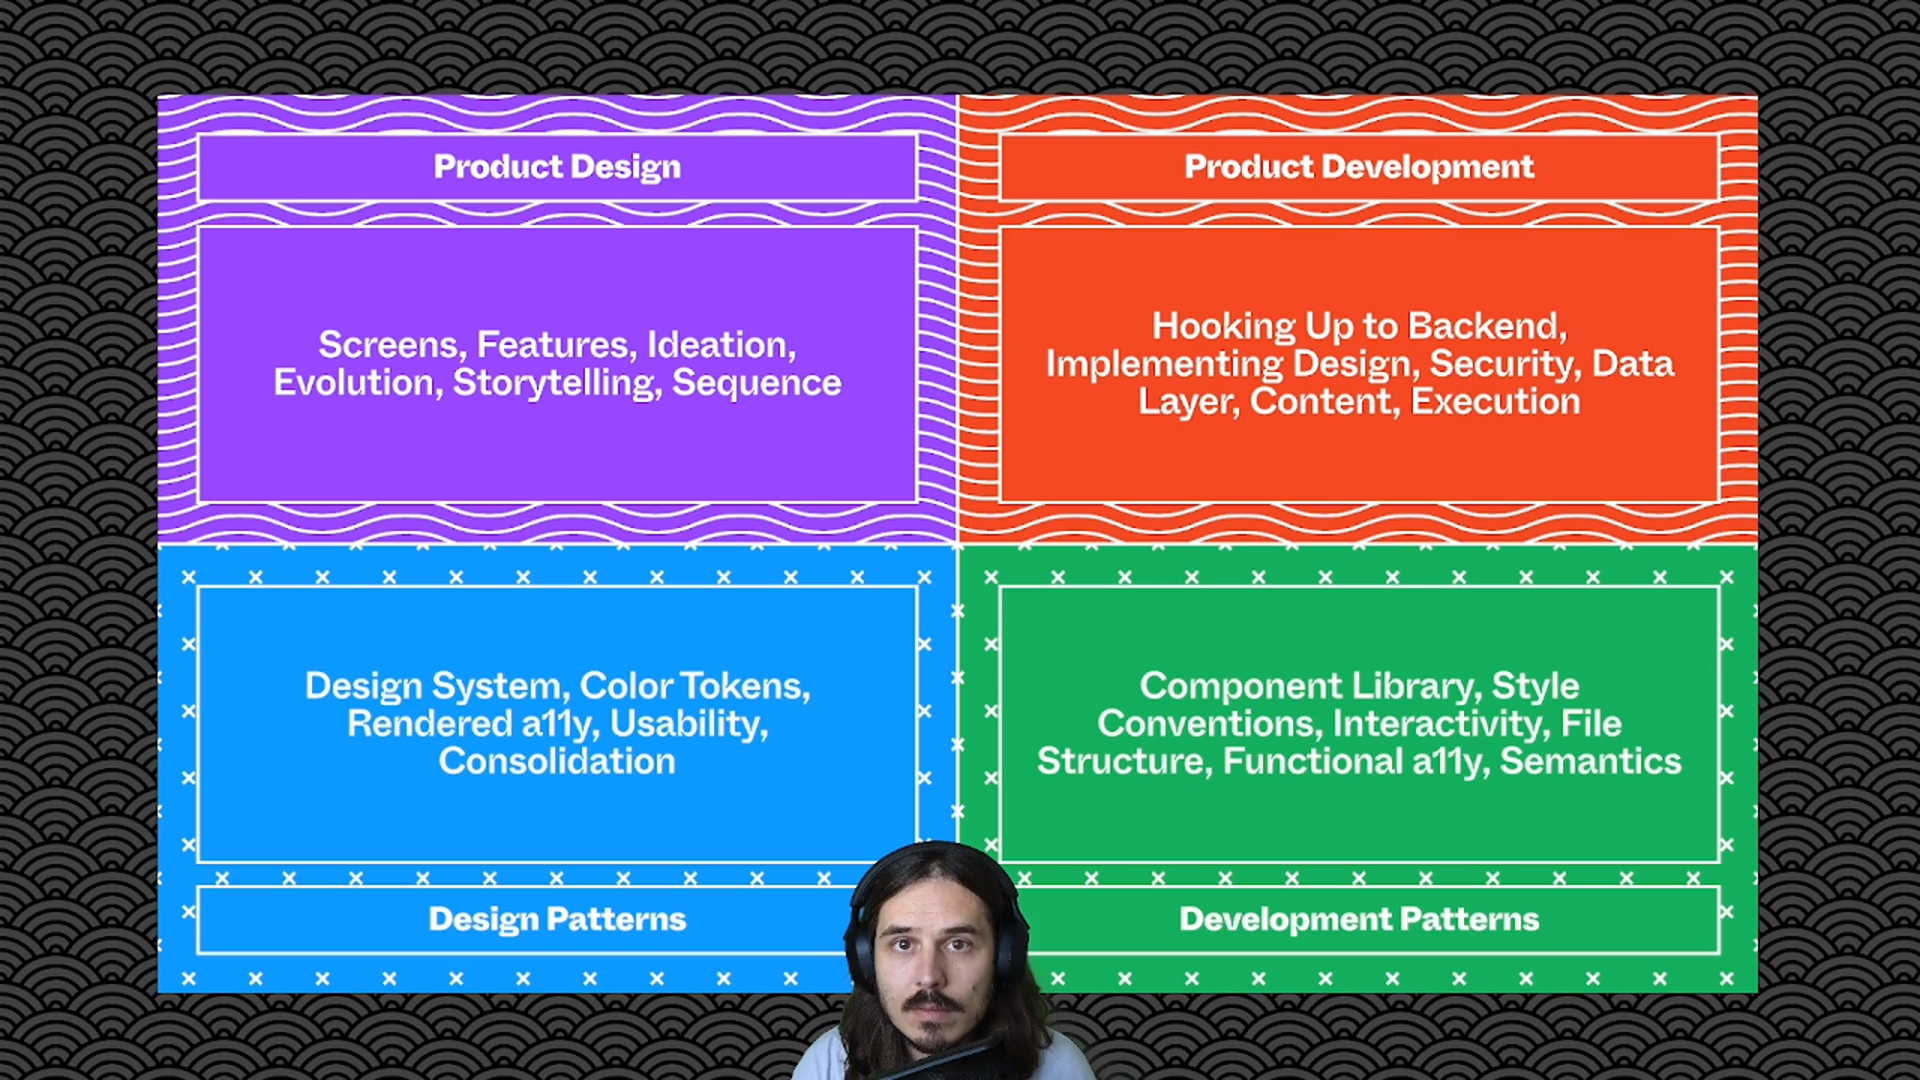 Product Design
Screens, Features, Ideation,
Evolution, Storytelling, Sequence
Product Development
Hooking Up to Backend,
Implementing Design, Security, Data
Layer, Content, Execution
Design System, Color Tokens,
Rendered a11y, Usability,
Consolidation
Design Patterns
Component Library, Style
Conventions, Interactivity, File
Structure, Functional a11y, Semantics
Development Patterns